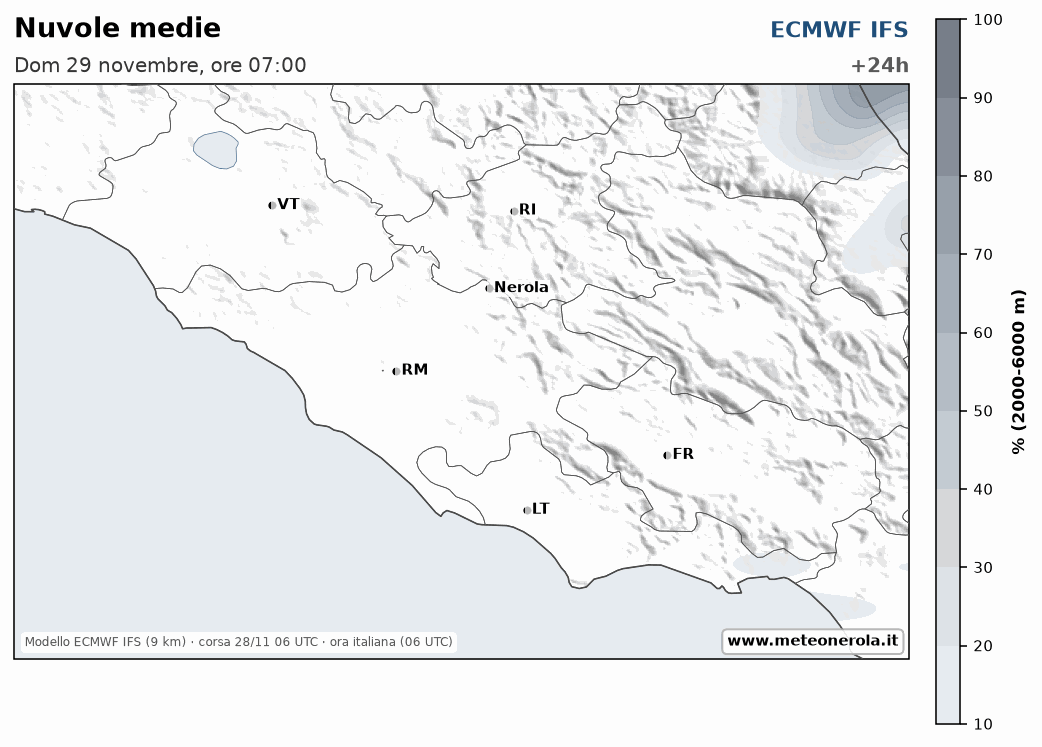 Nuvole medie
ECMWF IFS
Dom 29 novembre, ore 07:00
+24h
VT
RI
Nerola
RM
FR
LT
Modello ECMWF IFS (9 km) · corsa 28/11 06 UTC · ora italiana (06 UTC)
www.meteonerola.it
100
90
80
70
60
50
40
30
20
10
% (2000-6000 m)